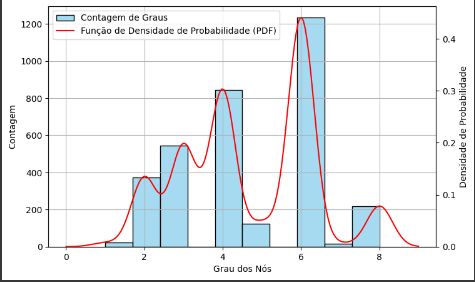 Contagem de Graus
Função de Densidade de Probabilidade (PDF)
1200
1000
800
600
400
200
0
Contagem
0.4
0.3
0.2
0.1
0.0
Densidade de Probabilidade
0 2 4 6 8
Grau dos Nós